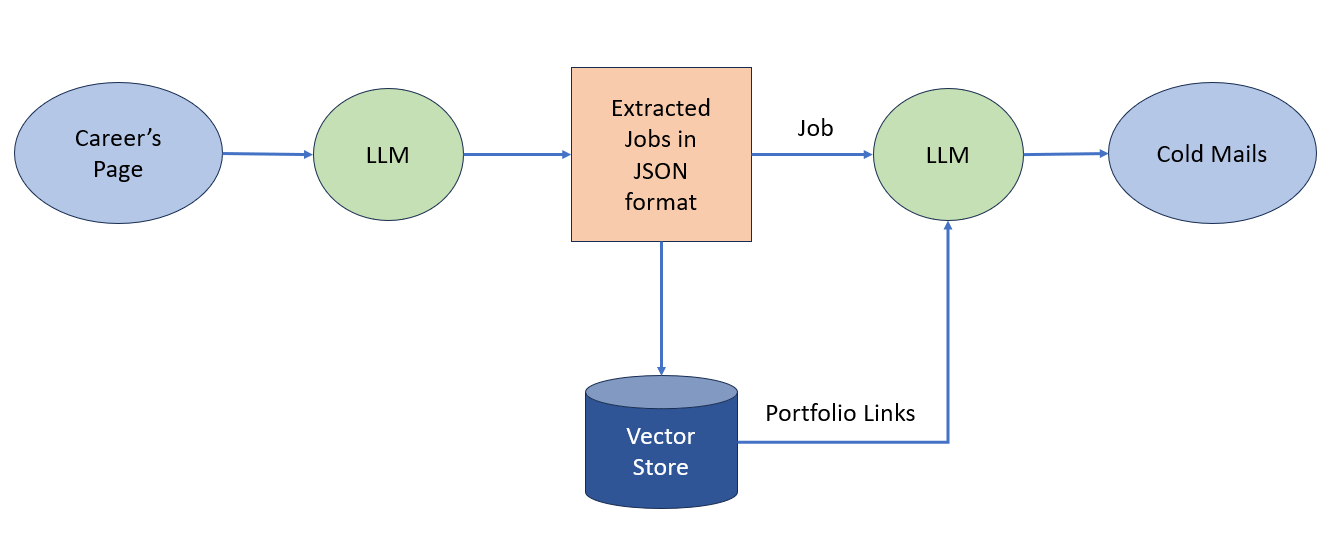 Career’s
Page
LLM
Extracted
Jobs in
JSON
format
Job
LLM
Cold Mails
Vector
Store
Portfolio Links